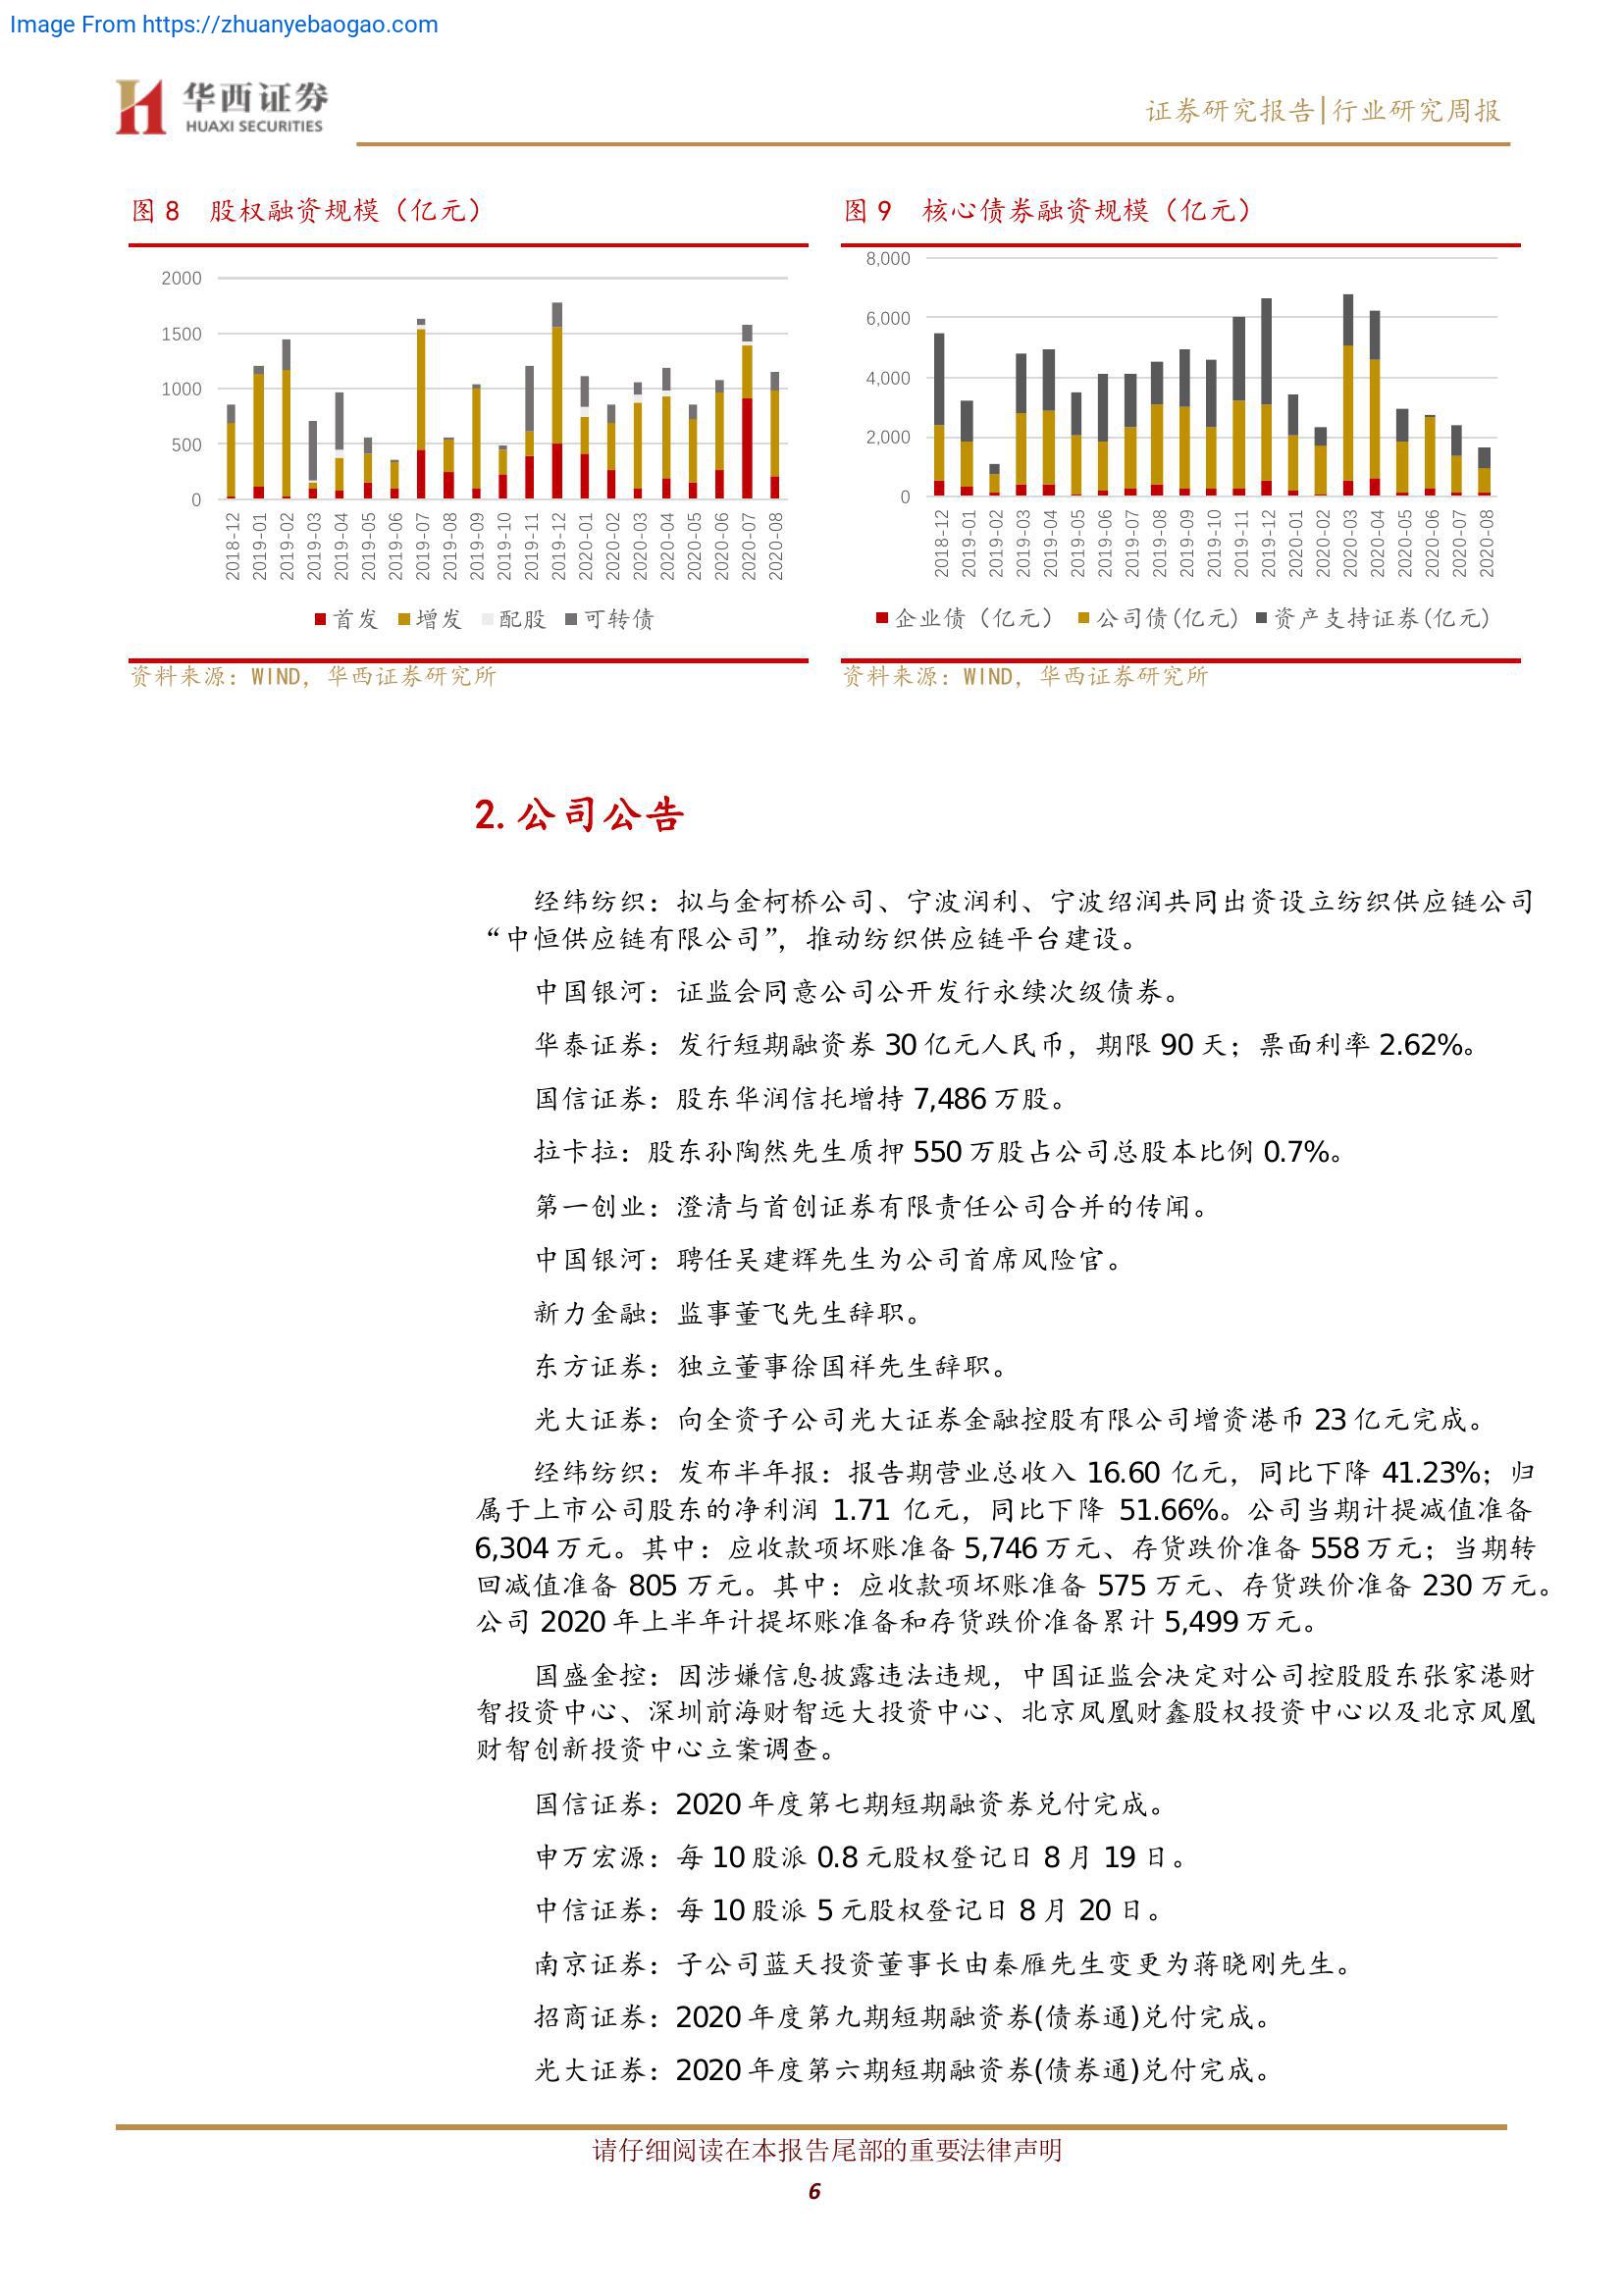 Image From https://zhuanyebaogao.com
华西证券
HUAXI SECURITIES
证券研究报告|行业研究周报
图 8 股权融资规模（亿元）
2000
1500
1000
500
0
2018-12
2019-01
2019-02
2019-03
2019-04
2019-05
2019-06
2019-07
2019-08
2019-09
2019-10
2019-11
2019-12
2020-01
2020-02
2020-03
2020-04
2020-05
2020-06
2020-07
2020-08
首发 增发 配股 可转债
资料来源：WIND，华西证券研究所
图 9 核心债券融资规模（亿元）
8,000
6,000
4,000
2,000
0
2018-12
2019-01
2019-02
2019-03
2019-04
2019-05
2019-06
2019-07
2019-08
2019-09
2019-10
2019-11
2019-12
2020-01
2020-02
2020-03
2020-04
2020-05
2020-06
2020-07
2020-08
企业债（亿元） 公司债(亿元) 资产支持证券(亿元)
资料来源：WIND，华西证券研究所
2. 公司公告
经纬纺织：拟与金柯桥公司、宁波润利、宁波绍润共同出资设立纺织供应链公司
“中恒供应链有限公司”，推动纺织供应链平台建设。
中国银河：证监会同意公司公开发行永续次级债券。
华泰证券：发行短期融资券 30 亿元人民币，期限 90 天；票面利率 2.62%。
国信证券：股东华润信托增持 7,486 万股。
拉卡拉：股东孙陶然先生质押 550 万股占公司总股本比例 0.7%。
第一创业：澄清与首创证券有限责任公司合并的传闻。
中国银河：聘任吴建辉先生为公司首席风险官。
新力金融：监事董飞先生辞职。
东方证券：独立董事徐国祥先生辞职。
光大证券：向全资子公司光大证券金融控股有限公司增资港币 23 亿元完成。
经纬纺织：发布半年报：报告期营业总收入 16.60 亿元，同比下降 41.23%；归
属于上市公司股东的净利润 1.71 亿元，同比下降 51.66%。公司当期计提减值准备
6,304 万元。其中：应收款项坏账准备 5,746 万元、存货跌价准备 558 万元；当期转
回减值准备 805 万元。其中：应收款项坏账准备 575 万元、存货跌价准备 230 万元。
公司 2020 年上半年计提坏账准备和存货跌价准备累计 5,499 万元。
国盛金控：因涉嫌信息披露违法违规，中国证监会决定对公司控股股东张家港财
智投资中心、深圳前海财智远大投资中心、北京凤凰财鑫股权投资中心以及北京凤凰
财智创新投资中心立案调查。
国信证券：2020 年度第七期短期融资券兑付完成。
申万宏源：每 10 股派 0.8 元股权登记日 8 月 19 日。
中信证券：每 10 股派 5 元股权登记日 8 月 20 日。
南京证券：子公司蓝天投资董事长由秦雁先生变更为蒋晓刚先生。
招商证券：2020 年度第九期短期融资券(债券通)兑付完成。
光大证券：2020 年度第六期短期融资券(债券通)兑付完成。
请仔细阅读在本报告尾部的重要法律声明
6